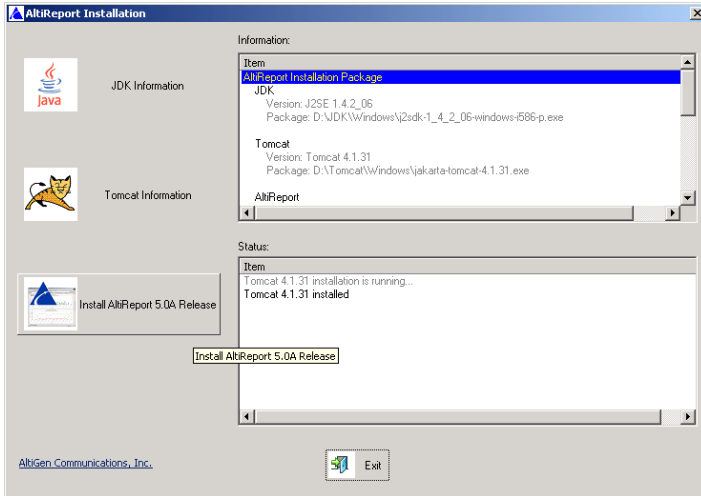 AltiReport Installation
Information:
Java
JDK Information
Item
AltiReport Installation Package
JDK
Version: J2SE 1.4.2_06
Package: D:\JDK\Windows\j2sdk-1_4_2_06-windows-i586-p.exe
Tomcat
Version: Tomcat 4.1.31
Package: D:\Tomcat\Windows\jakarta-tomcat-4.1.31.exe
AltiReport
Tomcat Information
Status:
Item
Tomcat 4.1.31 installation is running...
Tomcat 4.1.31 installed
Install AltiReport 5.0A Release
Install AltiReport 5.0A Release
AltiGen Communications, Inc.
Exit